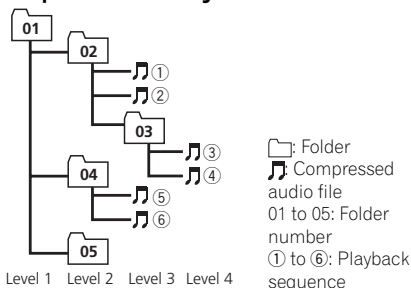 01
02
①
②
03
③
④
04
⑤
⑥
05
Level 1 Level 2 Level 3 Level 4
: Folder
: Compressed
audio file
01 to 05: Folder
number
① to ⑥: Playback
sequence